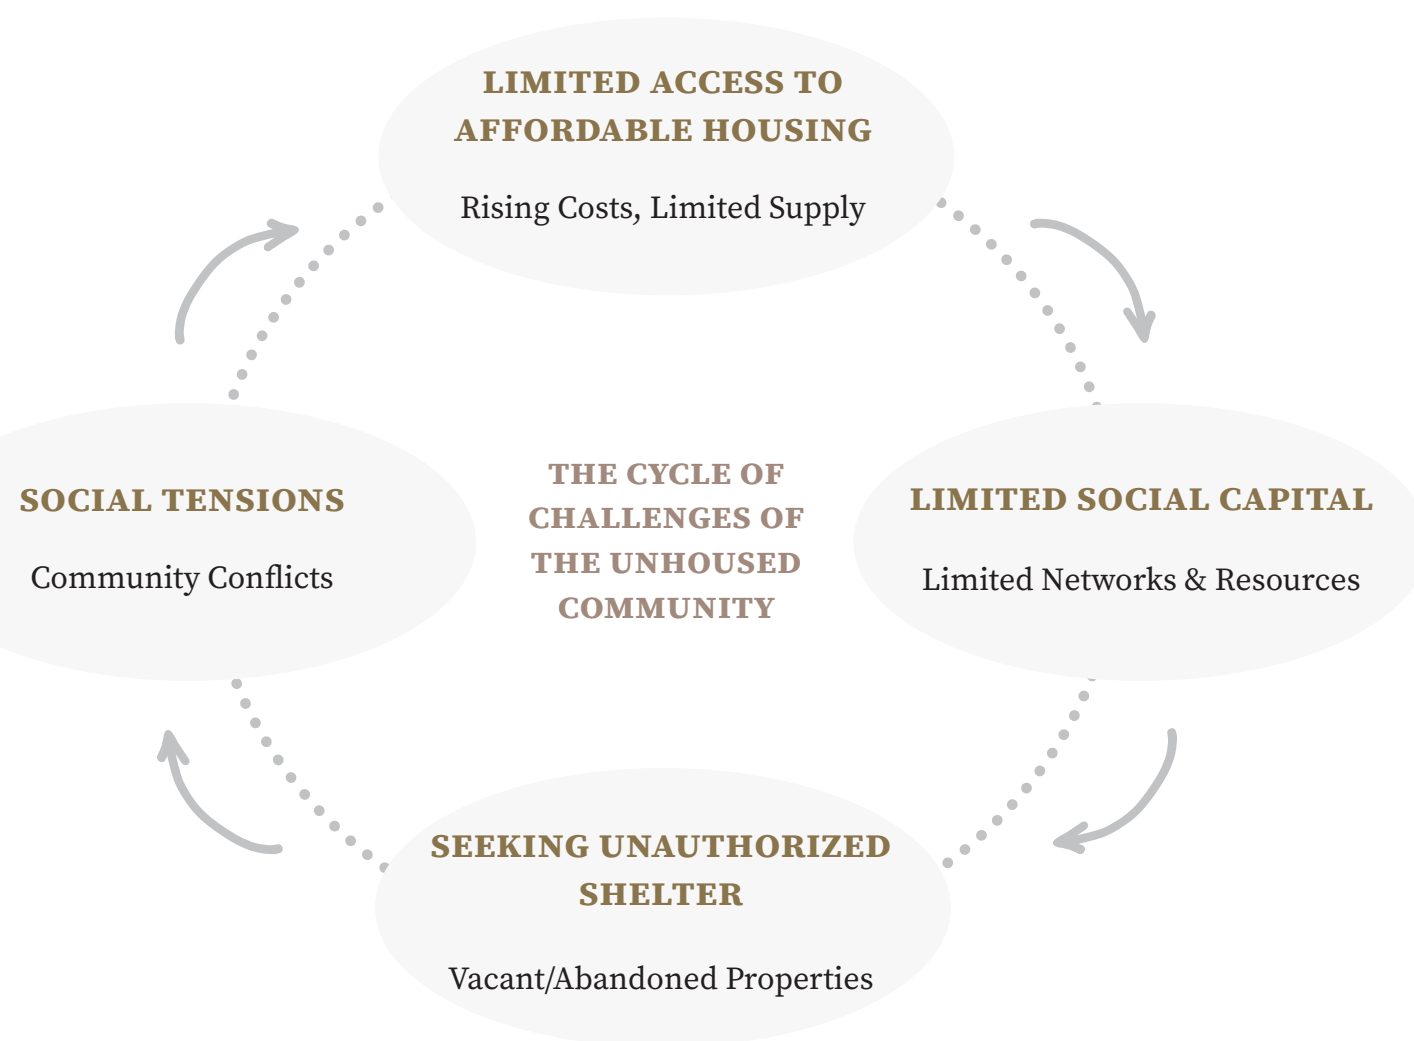 LIMITED ACCESS TO
AFFORDABLE HOUSING
Rising Costs, Limited Supply
SOCIAL TENSIONS
Community Conflicts
THE CYCLE OF
CHALLENGES OF
THE UNHOUSED
COMMUNITY
LIMITED SOCIAL CAPITAL
Limited Networks & Resources
SEEKING UNAUTHORIZED
SHELTER
Vacant/Abandoned Properties